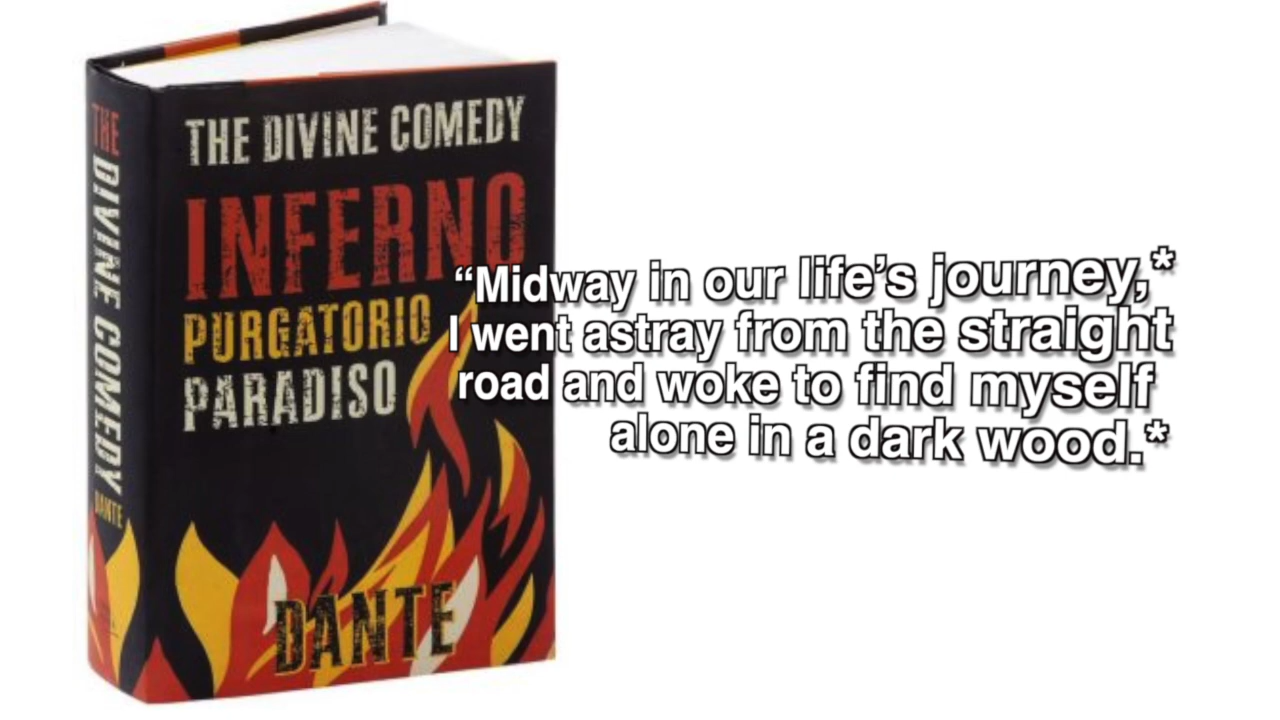 THE DIVINE COMEDY
DANTE
THE DIVINE COMEDY
INFERNO
PURGATORIO
PARADISO
DANTE
“Midway in our life’s journey,*
I went astray from the straight
road and woke to find myself
alone in a dark wood.*